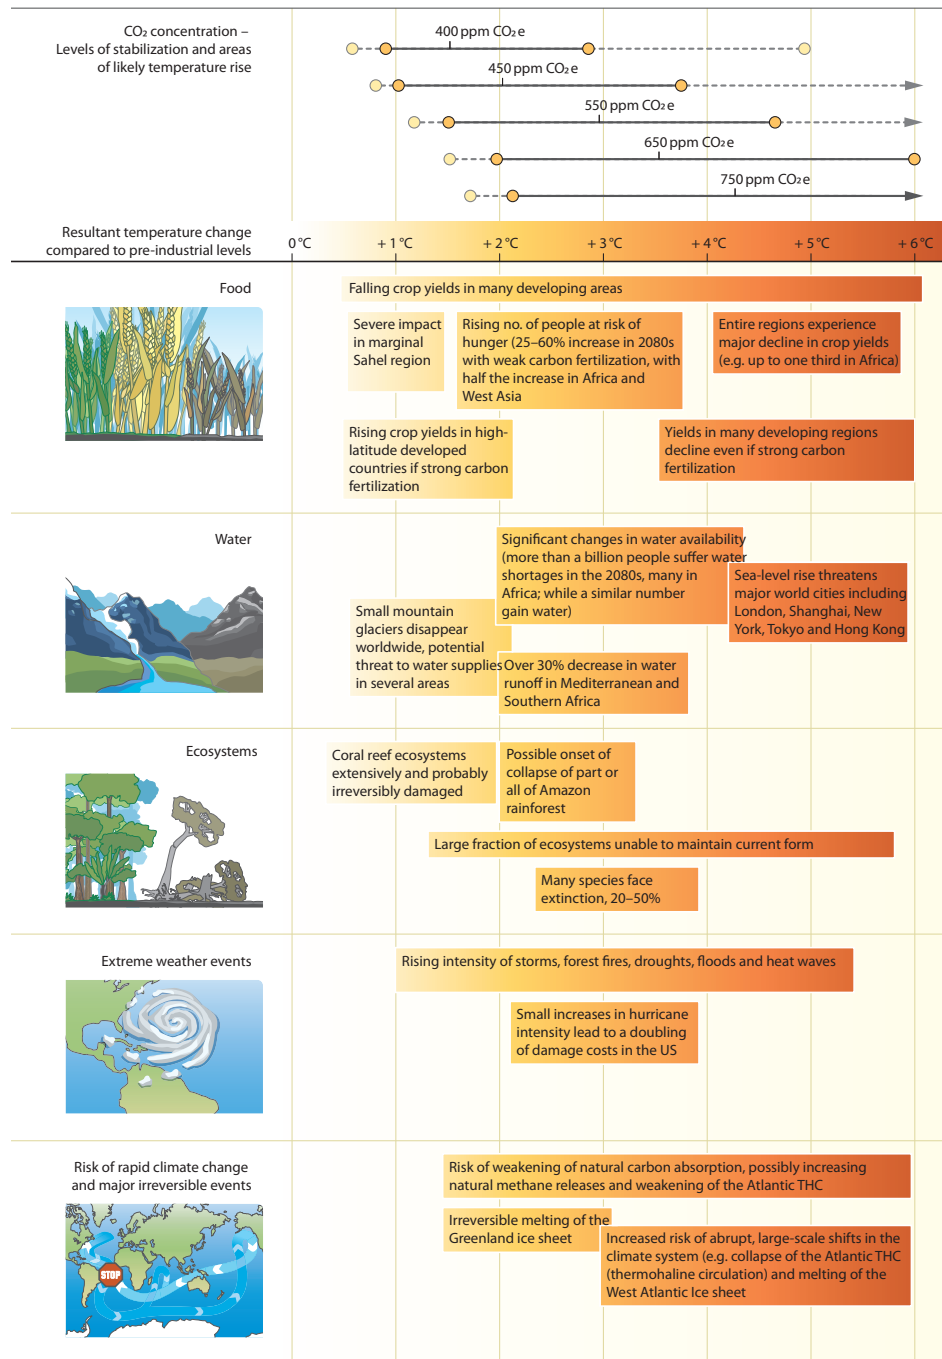 CO₂ concentration –
Levels of stabilization and areas
of likely temperature rise
400 ppm CO₂e
450 ppm CO₂e
550 ppm CO₂e
650 ppm CO₂e
750 ppm CO₂e
Resultant temperature change
compared to pre-industrial levels
0 °C
+ 1 °C
+ 2 °C
+ 3 °C
+ 4 °C
+ 5 °C
+ 6 °C
Food
Falling crop yields in many developing areas
Severe impact
in marginal
Sahel region
Rising no. of people at risk of
hunger (25–60% increase in 2080s
with weak carbon fertilization, with
half the increase in Africa and
West Asia
Entire regions experience
major decline in crop yields
(e.g. up to one third in Africa)
Rising crop yields in high-
latitude developed
countries if strong carbon
fertilization
Yields in many developing regions
decline even if strong carbon
fertilization
Water
Significant changes in water availability
(more than a billion people suffer water
shortages in the 2080s, many in
Africa; while a similar number
gain water)
Sea-level rise threatens
major world cities including
London, Shanghai, New
York, Tokyo and Hong Kong
Small mountain
glaciers disappear
worldwide, potential
threat to water supplies
in several areas
Over 30% decrease in water
runoff in Mediterranean and
Southern Africa
Ecosystems
Coral reef ecosystems
extensively and probably
irreversibly damaged
Possible onset of
collapse of part or
all of Amazon
rainforest
Large fraction of ecosystems unable to maintain current form
Many species face
extinction, 20–50%
Extreme weather events
Rising intensity of storms, forest fires, droughts, floods and heat waves
Small increases in hurricane
intensity lead to a doubling
of damage costs in the US
Risk of rapid climate change
and major irreversible events
STOP
Risk of weakening of natural carbon absorption, possibly increasing
natural methane releases and weakening of the Atlantic THC
Irreversible melting of the
Greenland ice sheet
Increased risk of abrupt, large-scale shifts in the
climate system (e.g. collapse of the Atlantic THC
(thermohaline circulation) and melting of the
West Atlantic Ice sheet